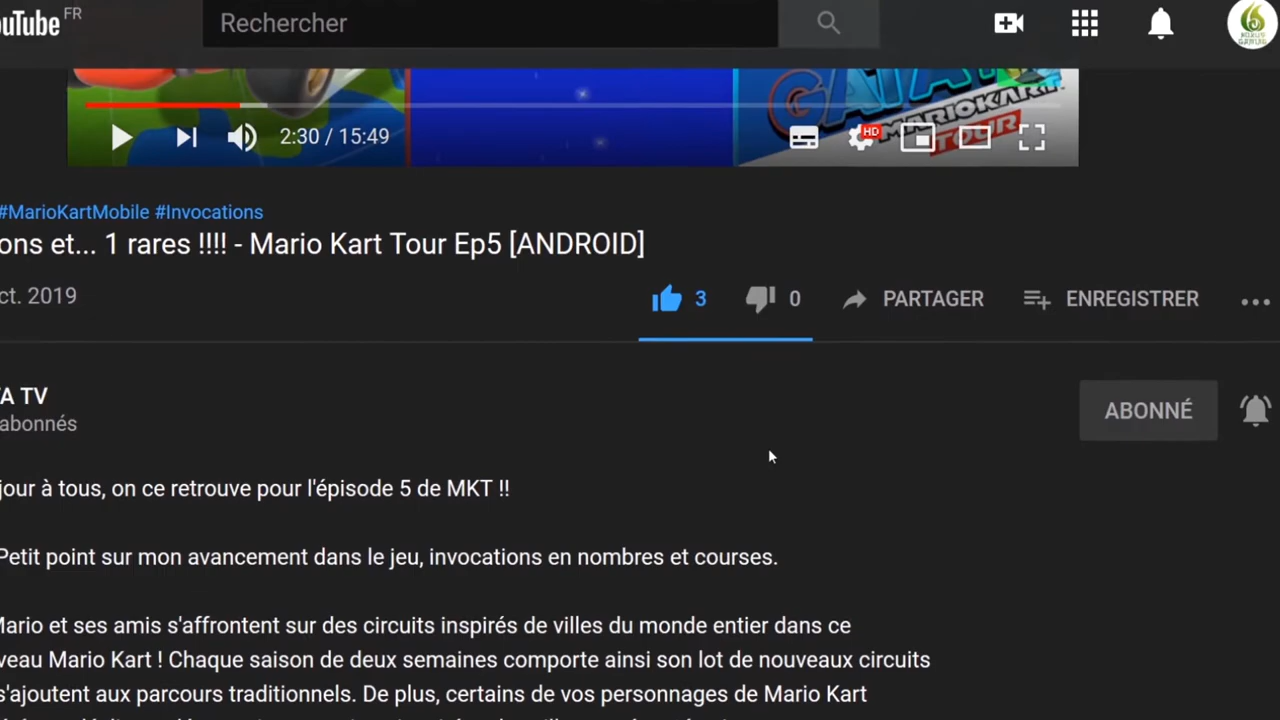 ouTube FR
Rechercher
MARIOKART
TOUR
2:30 / 15:49
HD
#MarioKartMobile #Invocations
ons et... 1 rares !!!! - Mario Kart Tour Ep5 [ANDROID]
ct. 2019
3
0
PARTAGER
ENREGISTRER
A TV
abonnés
ABONNÉ
jour à tous, on ce retrouve pour l'épisode 5 de MKT !!
Petit point sur mon avancement dans le jeu, invocations en nombres et courses.
Mario et ses amis s'affrontent sur des circuits inspirés de villes du monde entier dans ce
veau Mario Kart ! Chaque saison de deux semaines comporte ainsi son lot de nouveaux circuits
s'ajoutent aux parcours traditionnels. De plus, certains de vos personnages de Mario Kart